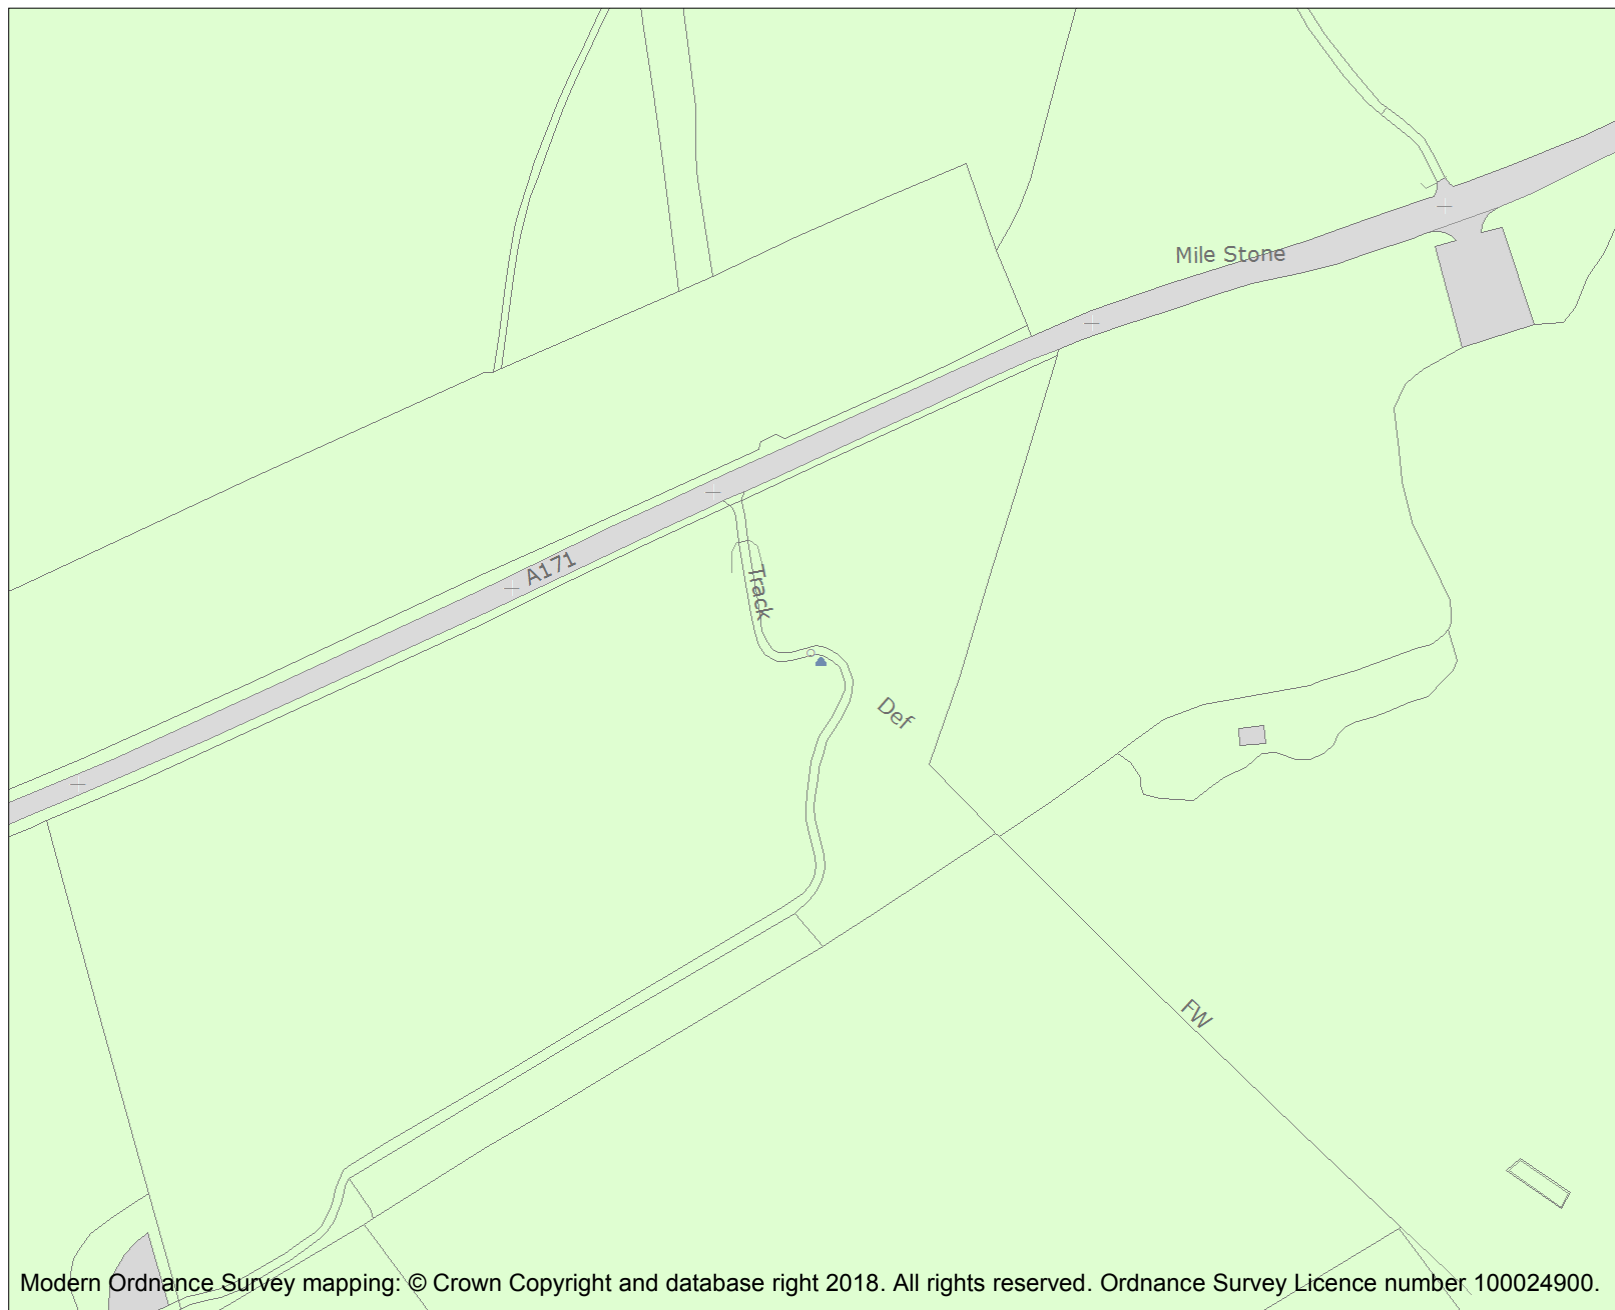 Mile Stone
A171
Track
Def
FW
Modern Ordnance Survey mapping: © Crown Copyright and database right 2018. All rights reserved. Ordnance Survey Licence number 100024900.